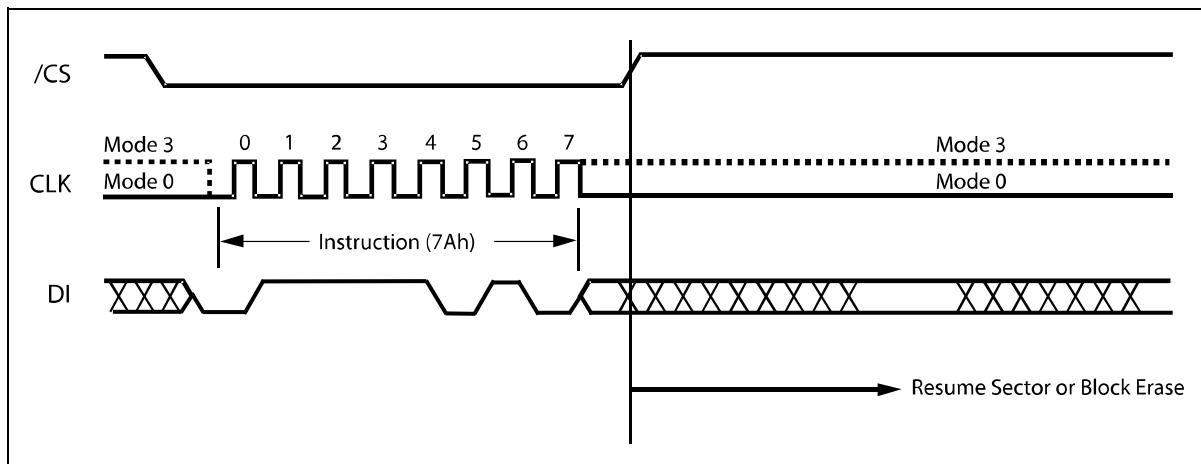 /CS
0 1 2 3 4 5 6 7
Mode 3 Mode 3
CLK Mode 0 Mode 0
Instruction (7Ah)
DI
Resume Sector or Block Erase